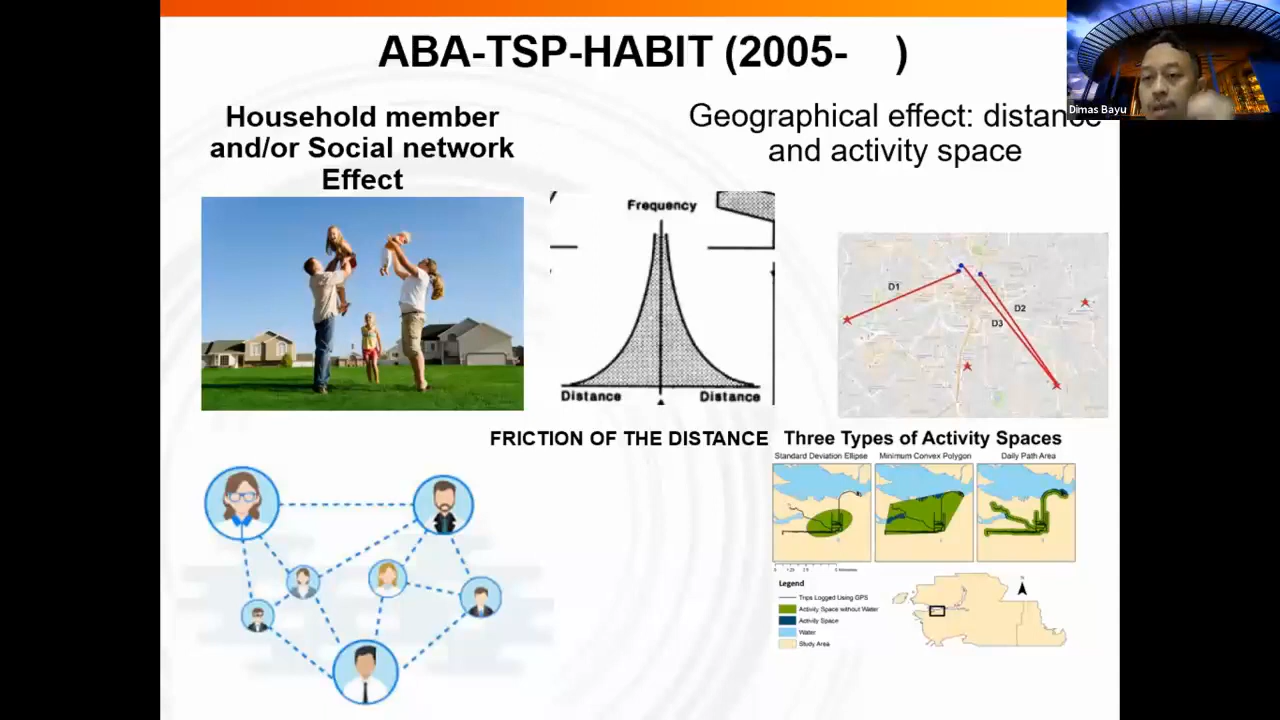 ABA-TSP-HABIT (2005- )
Dimas Bayu
Household member
and/or Social network
Effect
Geographical effect: distance
and activity space
Frequency
Distance
Distance
D1
D2
D3
FRICTION OF THE DISTANCE
Three Types of Activity Spaces
Standard Deviation Ellipse
Minimum Convex Polygon
Daily Path Area
Legend
Trips Logged Using GPS
Activity Space without Water
Activity Space
Water
Study Area
N